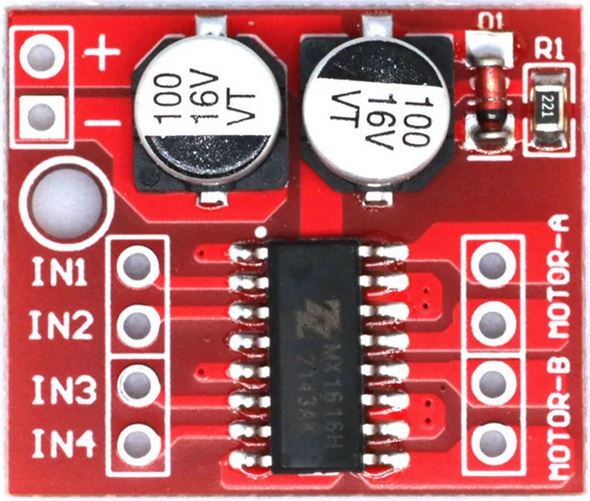 +
−
100
16V
VT
100
16V
VT
D1
R1
221
IN1
IN2
IN3
IN4
MX1616H
2143AK
MOTOR-A
MOTOR-B